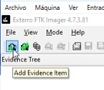 Archivo Máquina Ver
Exterro FTK Imager 4.7.3.81
File View Mode Help
Evidence Tree
Add Evidence Item